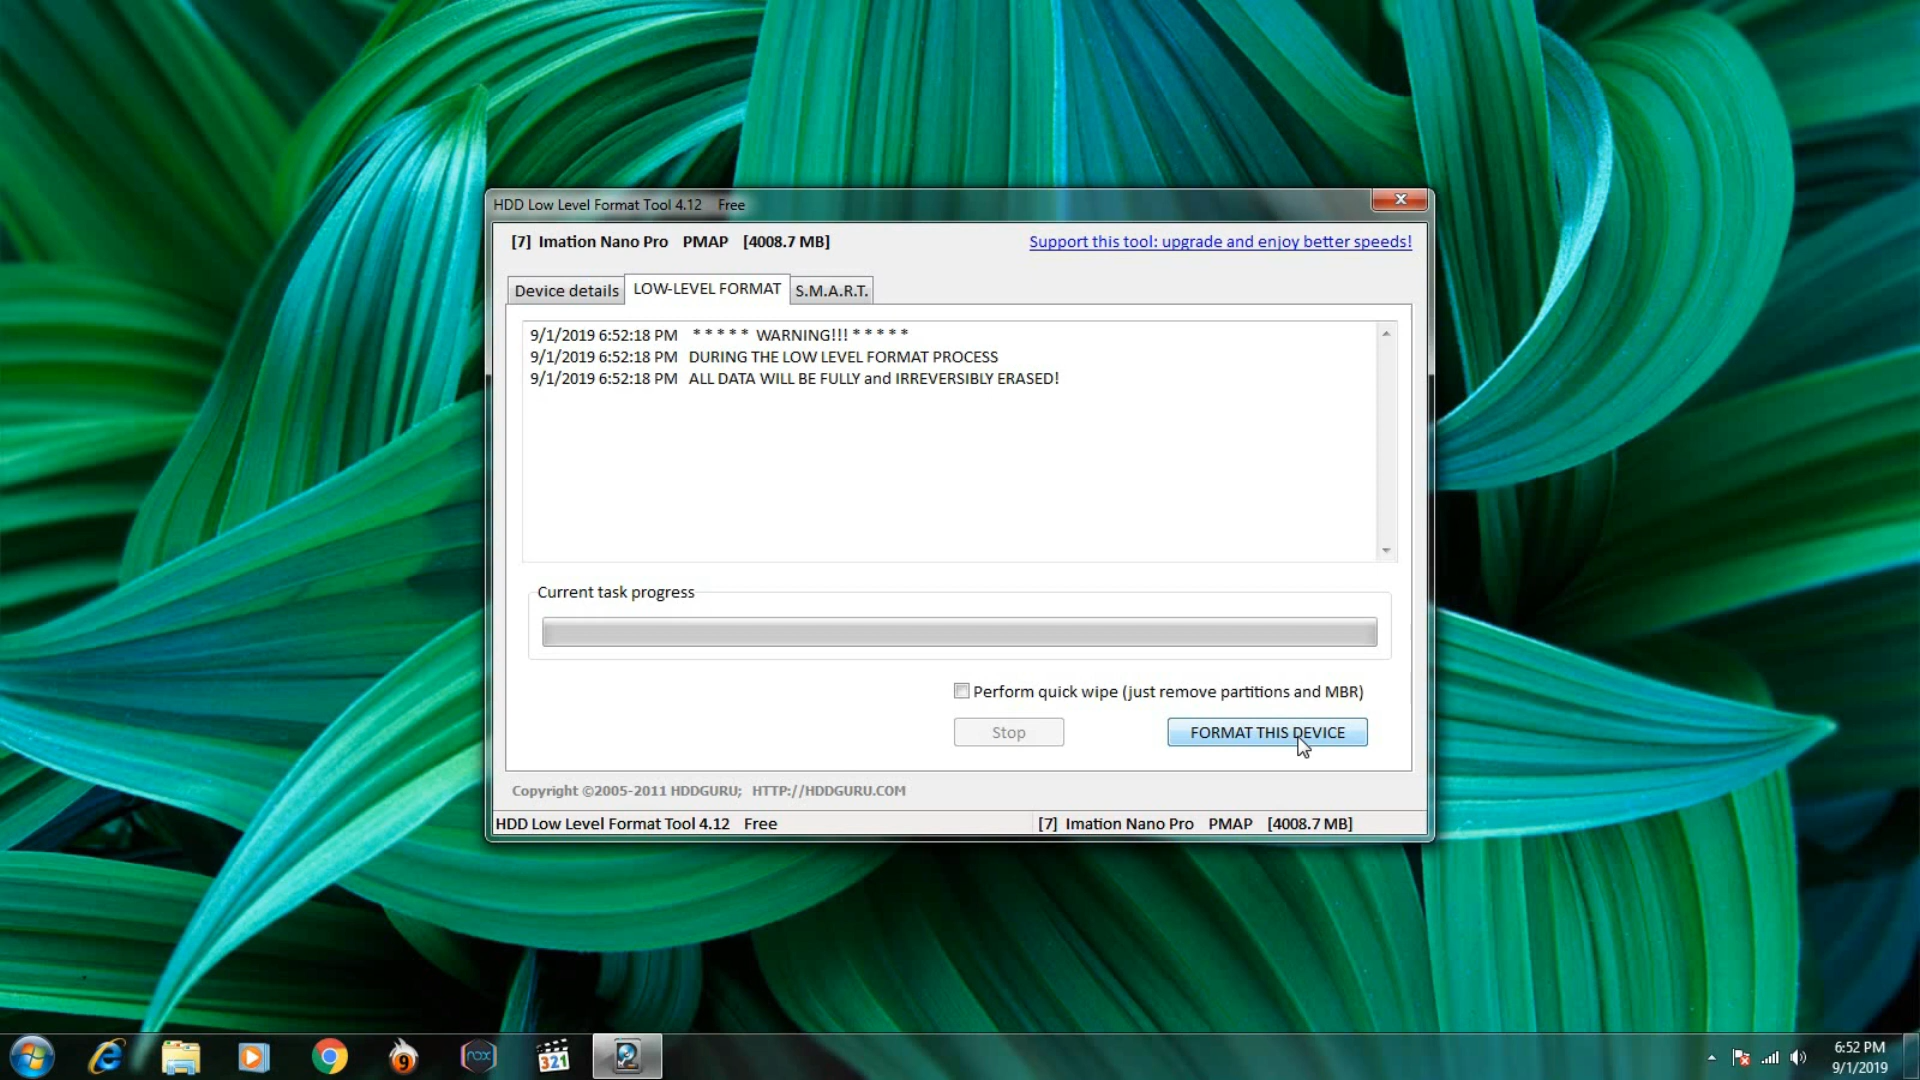 HDD Low Level Format Tool 4.12 Free
[7] Imation Nano Pro PMAP [4008.7 MB] Support this tool: upgrade and enjoy better speeds!
Device details LOW-LEVEL FORMAT S.M.A.R.T.
9/1/2019 6:52:18 PM * * * * * WARNING!!! * * * * *
9/1/2019 6:52:18 PM DURING THE LOW LEVEL FORMAT PROCESS
9/1/2019 6:52:18 PM ALL DATA WILL BE FULLY and IRREVERSIBLY ERASED!
Current task progress
Perform quick wipe (just remove partitions and MBR)
Stop FORMAT THIS DEVICE
Copyright ©2005-2011 HDDGURU; HTTP://HDDGURU.COM
HDD Low Level Format Tool 4.12 Free [7] Imation Nano Pro PMAP [4008.7 MB]
9 nox 321
6:52 PM
9/1/2019